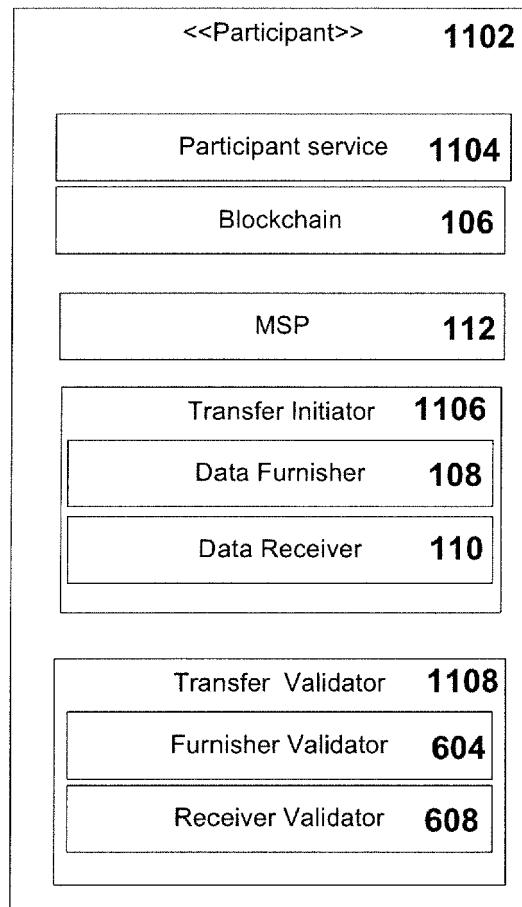 <<Participant>> 1102
Participant service 1104
Blockchain 106
MSP 112
Transfer Initiator 1106
Data Furnisher 108
Data Receiver 110
Transfer Validator 1108
Furnisher Validator 604
Receiver Validator 608